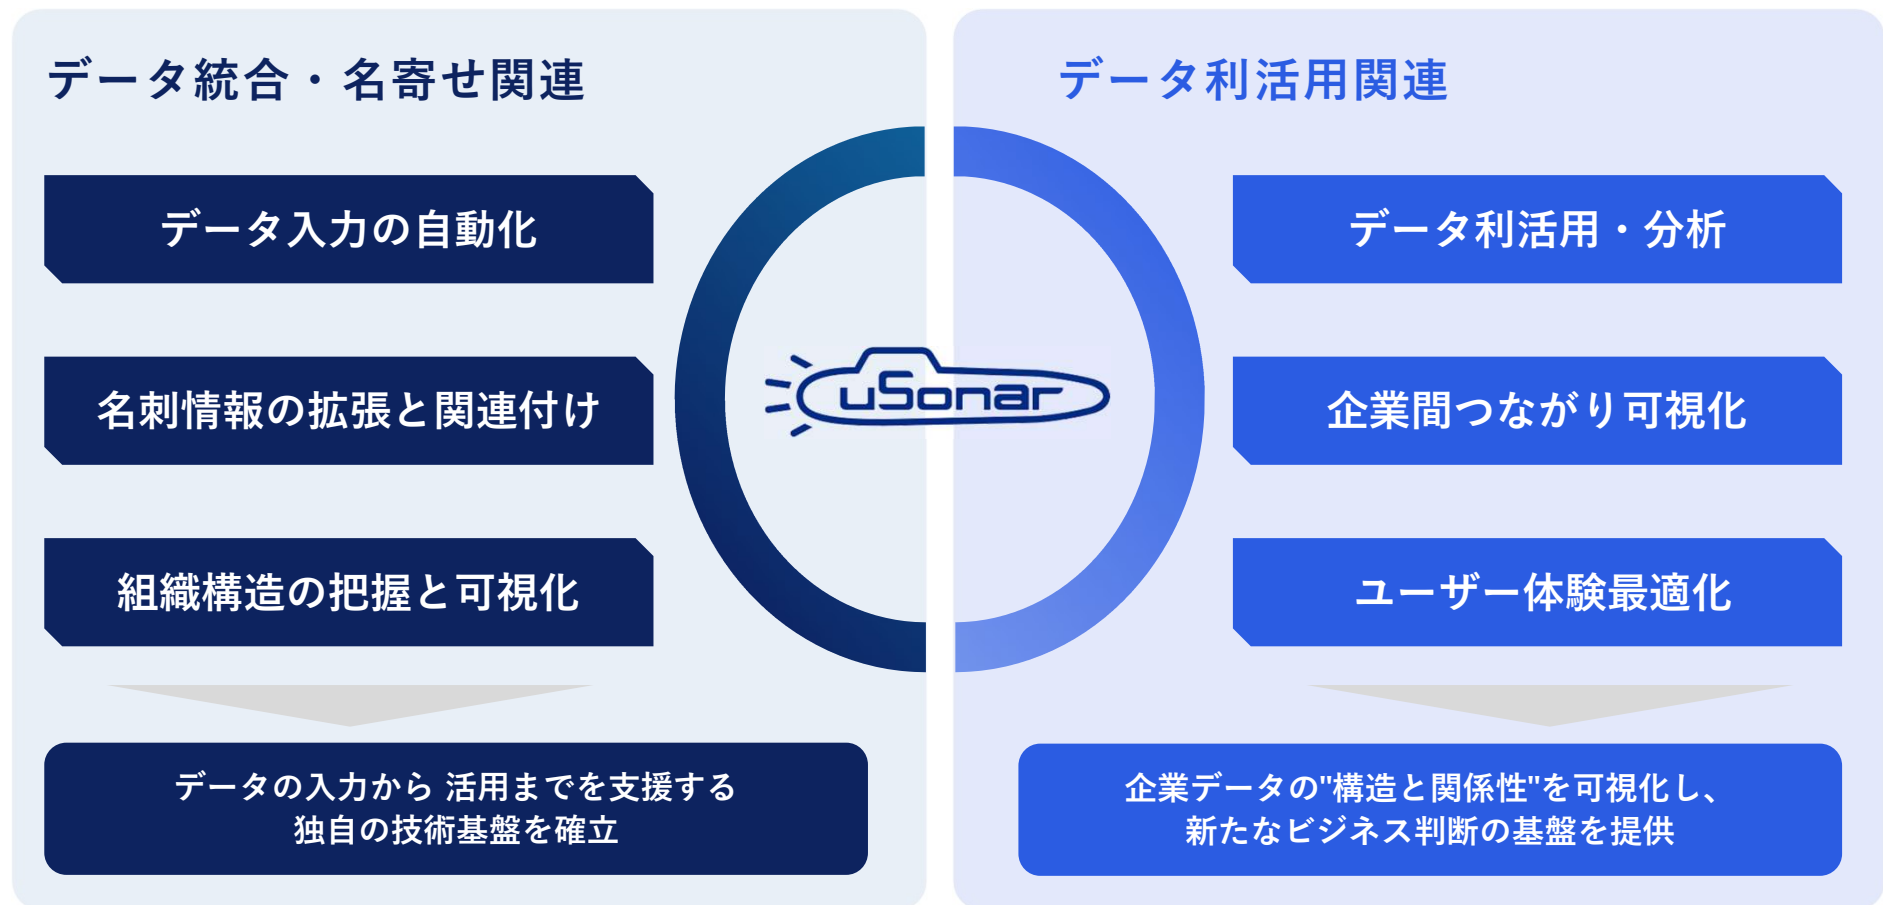 データ統合・名寄せ関連
データ入力の自動化
名刺情報の拡張と関連付け
組織構造の把握と可視化
データの入力から 活用までを支援する
独自の技術基盤を確立
uSonar
データ利活用関連
データ利活用・分析
企業間つながり可視化
ユーザー体験最適化
企業データの"構造と関係性"を可視化し、
新たなビジネス判断の基盤を提供